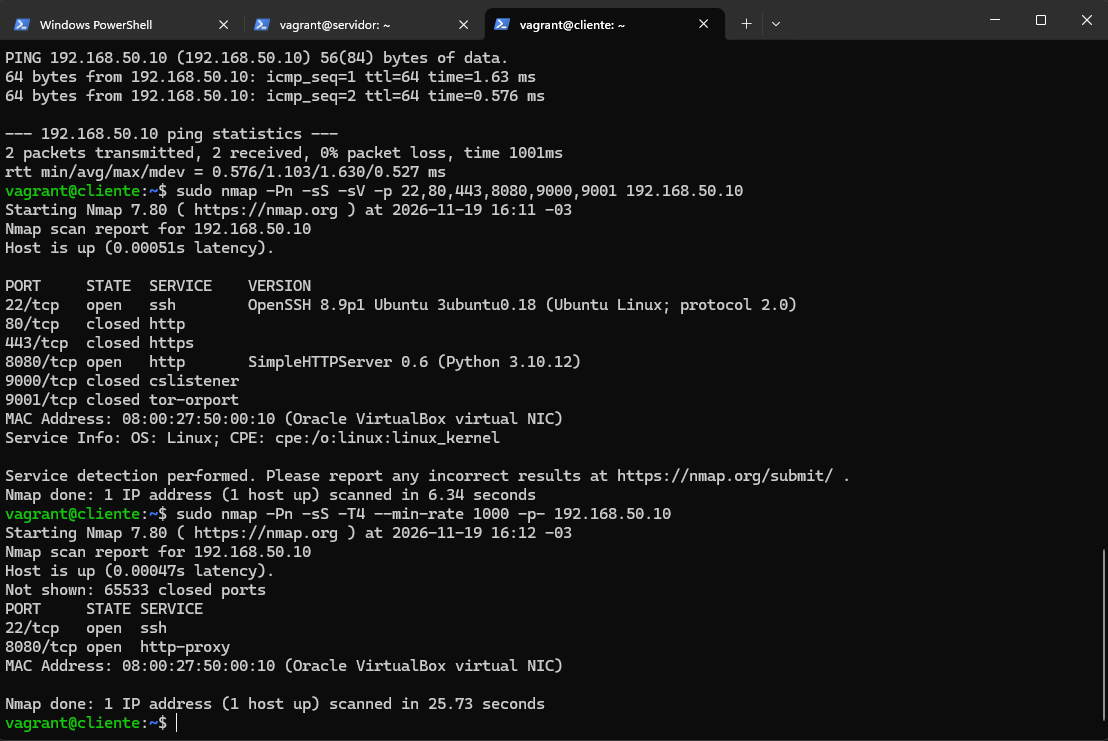 Windows PowerShell
vagrant@servidor: ~
vagrant@cliente: ~
PING 192.168.50.10 (192.168.50.10) 56(84) bytes of data.
64 bytes from 192.168.50.10: icmp_seq=1 ttl=64 time=1.63 ms
64 bytes from 192.168.50.10: icmp_seq=2 ttl=64 time=0.576 ms

--- 192.168.50.10 ping statistics ---
2 packets transmitted, 2 received, 0% packet loss, time 1001ms
rtt min/avg/max/mdev = 0.576/1.103/1.630/0.527 ms
vagrant@cliente:~$ sudo nmap -Pn -sS -sV -p 22,80,443,8080,9000,9001 192.168.50.10
Starting Nmap 7.80 ( https://nmap.org ) at 2026-11-19 16:11 -03
Nmap scan report for 192.168.50.10
Host is up (0.00051s latency).

PORT     STATE  SERVICE    VERSION
22/tcp   open   ssh        OpenSSH 8.9p1 Ubuntu 3ubuntu0.18 (Ubuntu Linux; protocol 2.0)
80/tcp   closed http
443/tcp  closed https
8080/tcp open   http       SimpleHTTPServer 0.6 (Python 3.10.12)
9000/tcp closed cslistener
9001/tcp closed tor-orport
MAC Address: 08:00:27:50:00:10 (Oracle VirtualBox virtual NIC)
Service Info: OS: Linux; CPE: cpe:/o:linux:linux_kernel

Service detection performed. Please report any incorrect results at https://nmap.org/submit/ .
Nmap done: 1 IP address (1 host up) scanned in 6.34 seconds
vagrant@cliente:~$ sudo nmap -Pn -sS -T4 --min-rate 1000 -p- 192.168.50.10
Starting Nmap 7.80 ( https://nmap.org ) at 2026-11-19 16:12 -03
Nmap scan report for 192.168.50.10
Host is up (0.00047s latency).
Not shown: 65533 closed ports
PORT     STATE SERVICE
22/tcp   open  ssh
8080/tcp open  http-proxy
MAC Address: 08:00:27:50:00:10 (Oracle VirtualBox virtual NIC)

Nmap done: 1 IP address (1 host up) scanned in 25.73 seconds
vagrant@cliente:~$